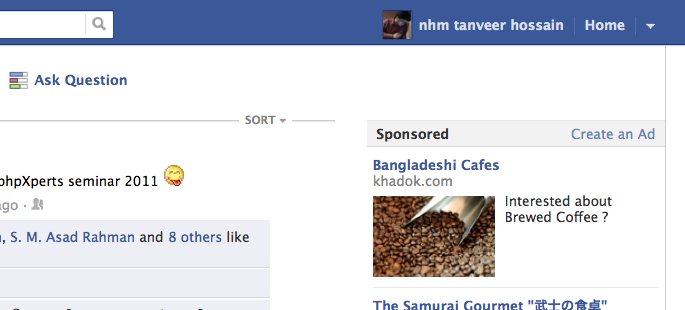 nhm tanveer hossain Home
Ask Question
SORT
Sponsored Create an Ad
phpXperts seminar 2011
ago ·
Bangladeshi Cafes
khadok.com
Interested about
Brewed Coffee ?
, S. M. Asad Rahman and 8 others like
The Samurai Gourmet "武士の食卓"